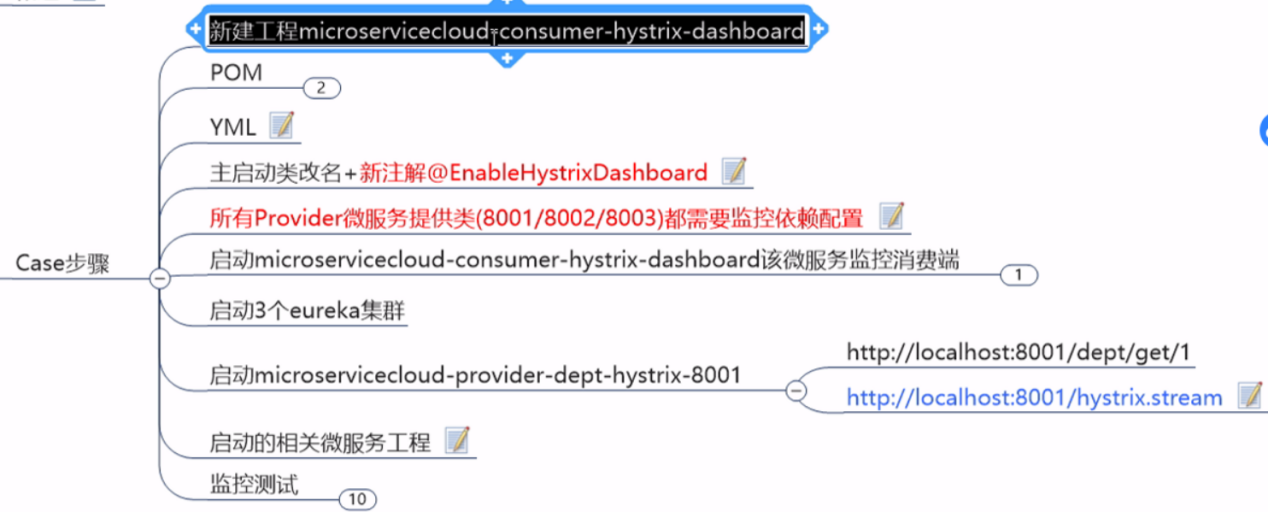 新建工程microservicecloud-consumer-hystrix-dashboard
POM
2
YML
主启动类改名+新注解@EnableHystrixDashboard
所有Provider微服务提供类(8001/8002/8003)都需要监控依赖配置
Case步骤
启动microservicecloud-consumer-hystrix-dashboard该微服务监控消费端
1
启动3个eureka集群
启动microservicecloud-provider-dept-hystrix-8001
http://localhost:8001/dept/get/1
http://localhost:8001/hystrix.stream
启动的相关微服务工程
监控测试
10